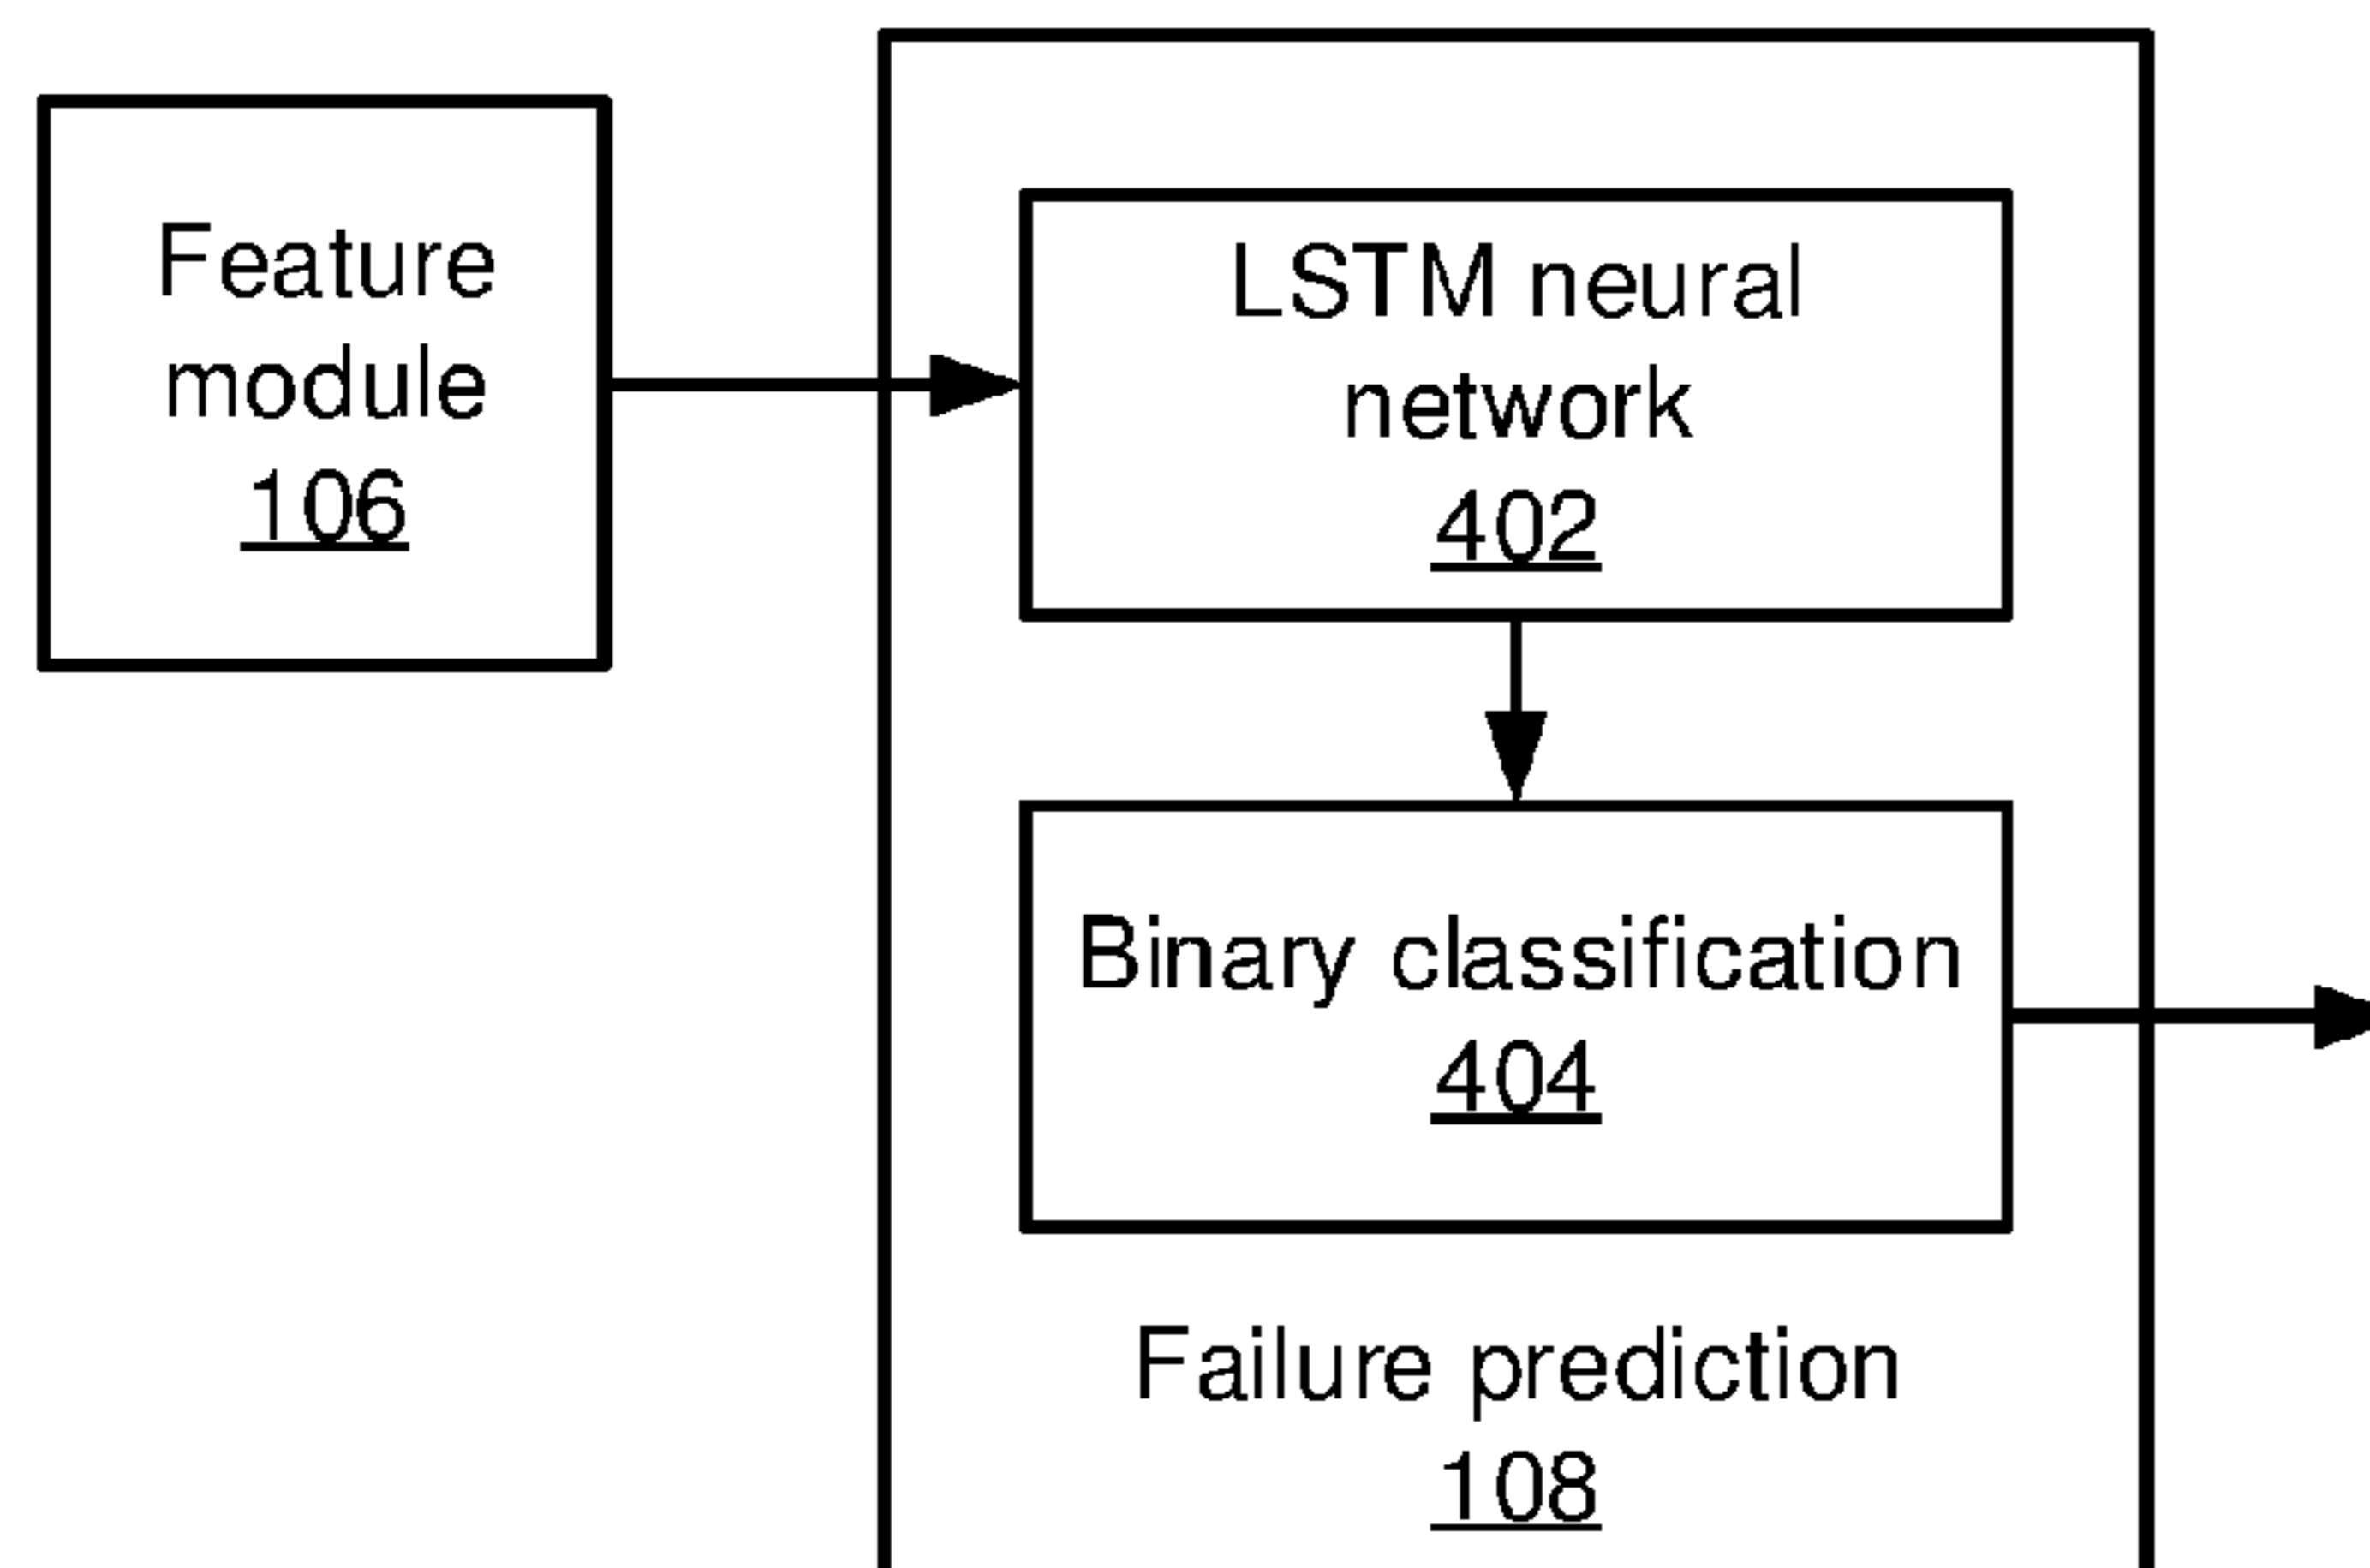 Feature
module
106
LSTM neural
network
402
Binary classification
404
Failure prediction
108